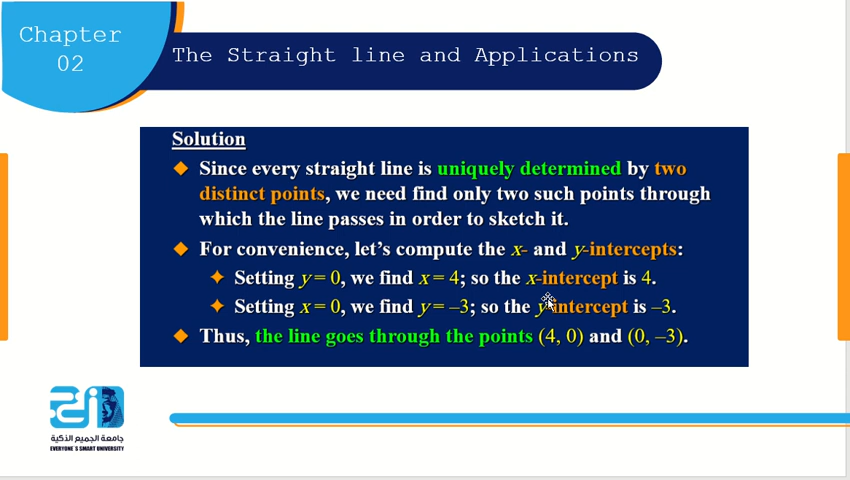 Chapter
02
The Straight line and Applications
Solution
Since every straight line is uniquely determined by two
distinct points, we need find only two such points through
which the line passes in order to sketch it.
For convenience, let's compute the x- and y-intercepts:
Setting y = 0, we find x = 4; so the x-intercept is 4.
Setting x = 0, we find y = –3; so the y-intercept is –3.
Thus, the line goes through the points (4, 0) and (0, –3).
جامعة الجميع الذكية
EVERYONE'S SMART UNIVERSITY